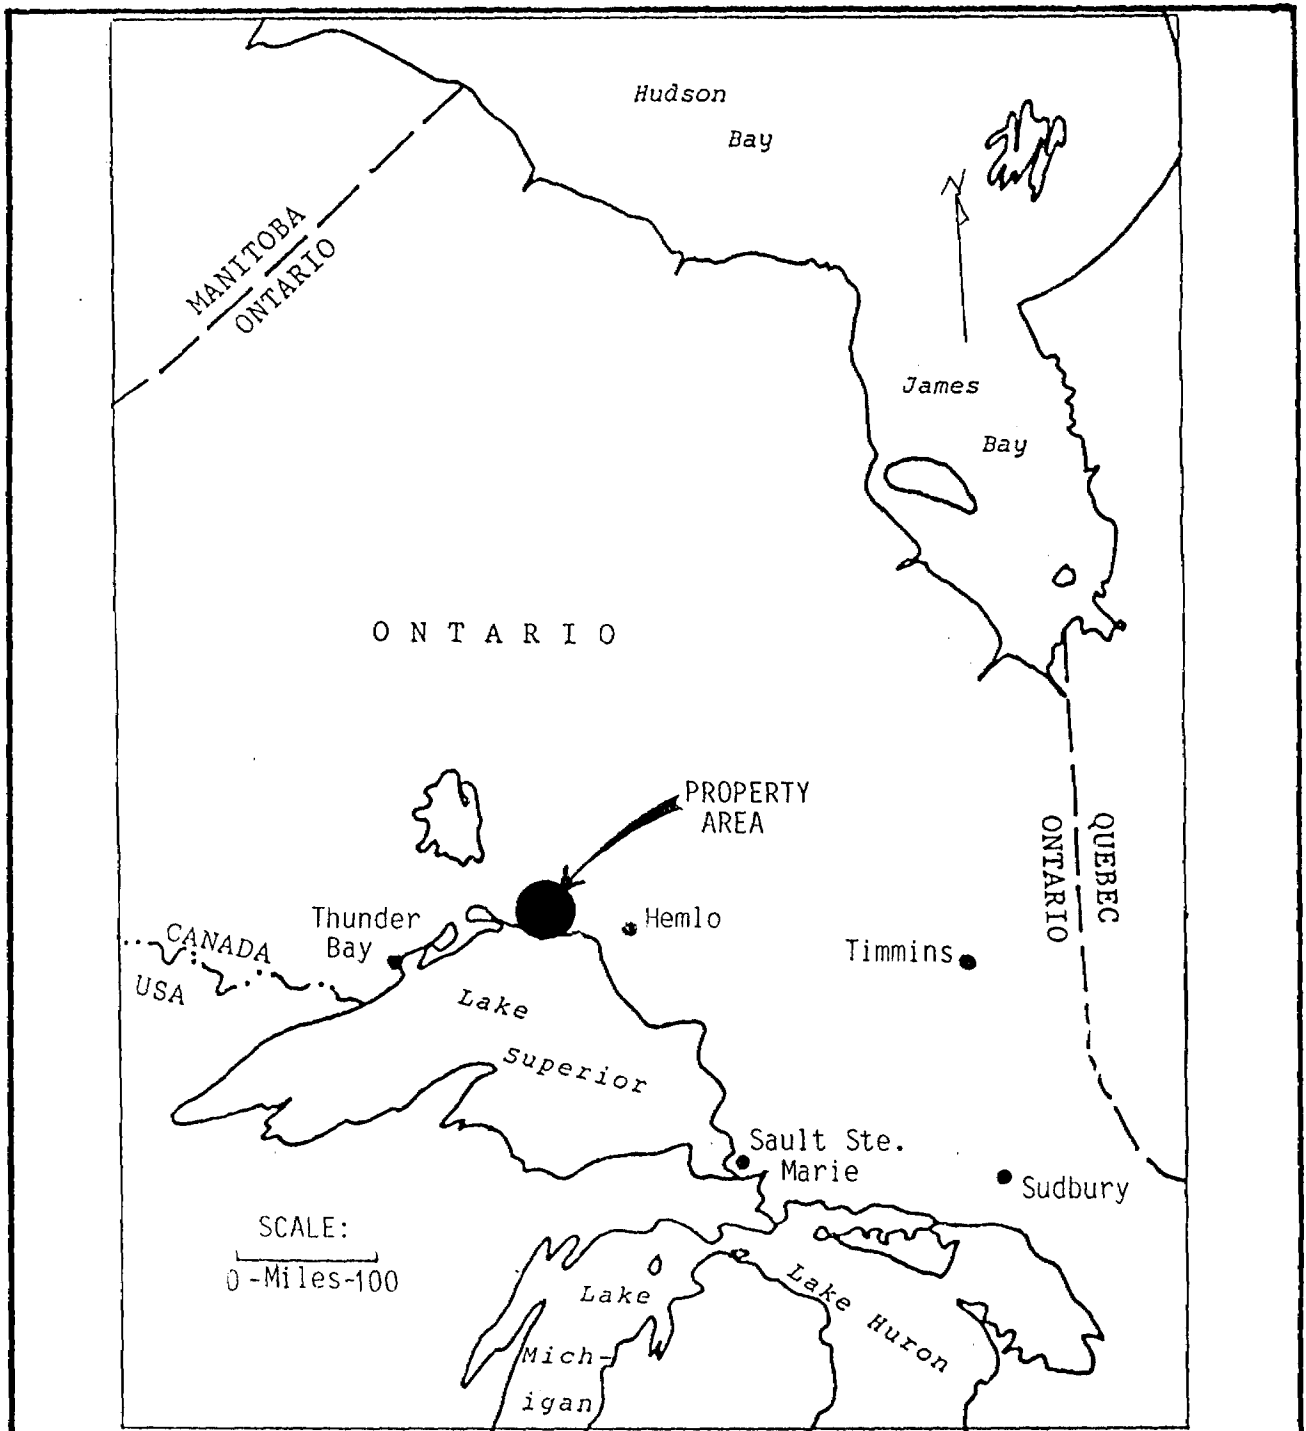 Hudson
Bay
N
MANITOBA
ONTARIO
James
Bay
ONTARIO
PROPERTY
AREA
QUEBEC
ONTARIO
Thunder
Bay
Hemlo
Timmins
CANADA
USA
Lake
Superior
Sault Ste.
Marie
Sudbury
SCALE:
0-Miles-100
Lake
Mich-
igan
Lake Huron